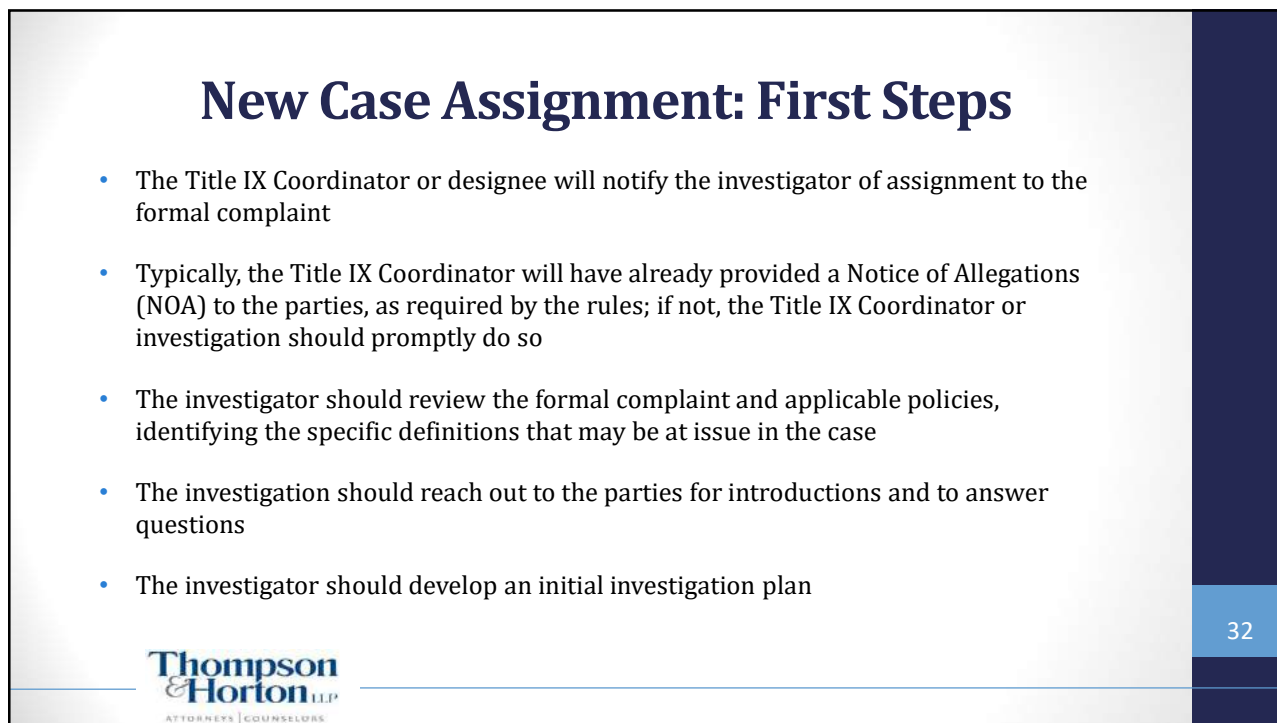 New Case Assignment: First Steps
• The Title IX Coordinator or designee will notify the investigator of assignment to the
formal complaint
• Typically, the Title IX Coordinator will have already provided a Notice of Allegations
(NOA) to the parties, as required by the rules; if not, the Title IX Coordinator or
investigation should promptly do so
• The investigator should review the formal complaint and applicable policies,
identifying the specific definitions that may be at issue in the case
• The investigation should reach out to the parties for introductions and to answer
questions
• The investigator should develop an initial investigation plan
32
Thompson
& Horton LLP
ATTORNEYS | COUNSELORS